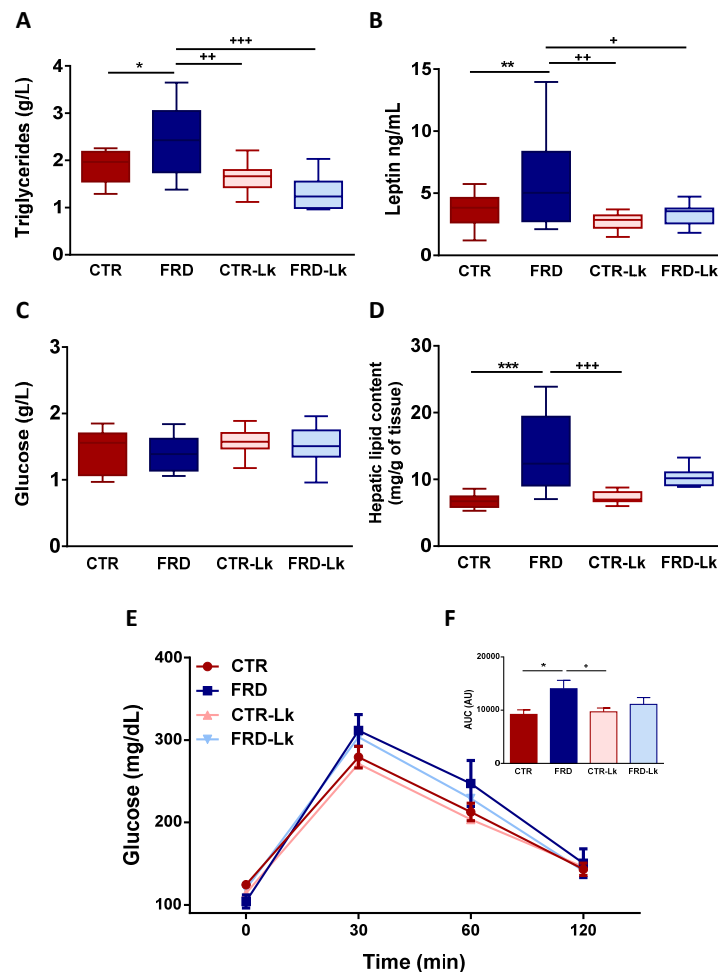 A
Triglycerides (g/L)
4
3
2
1
0
*
++
+++
CTR FRD CTR-Lk FRD-Lk
B
Leptin ng/mL
15
10
5
0
**
++
+
CTR FRD CTR-Lk FRD-Lk
C
Glucose (g/L)
3
2
1
0
CTR FRD CTR-Lk FRD-Lk
D
Hepatic lipid content
(mg/g of tissue)
30
20
10
0
*** +++
CTR FRD CTR-Lk FRD-Lk
E
Glucose (mg/dL)
400
300
200
100
CTR
FRD
CTR-Lk
FRD-Lk
0 30 60 120
Time (min)
F
AUC (AU)
20000
10000
0
* +
CTR FRD CTR-Lk FRD-Lk